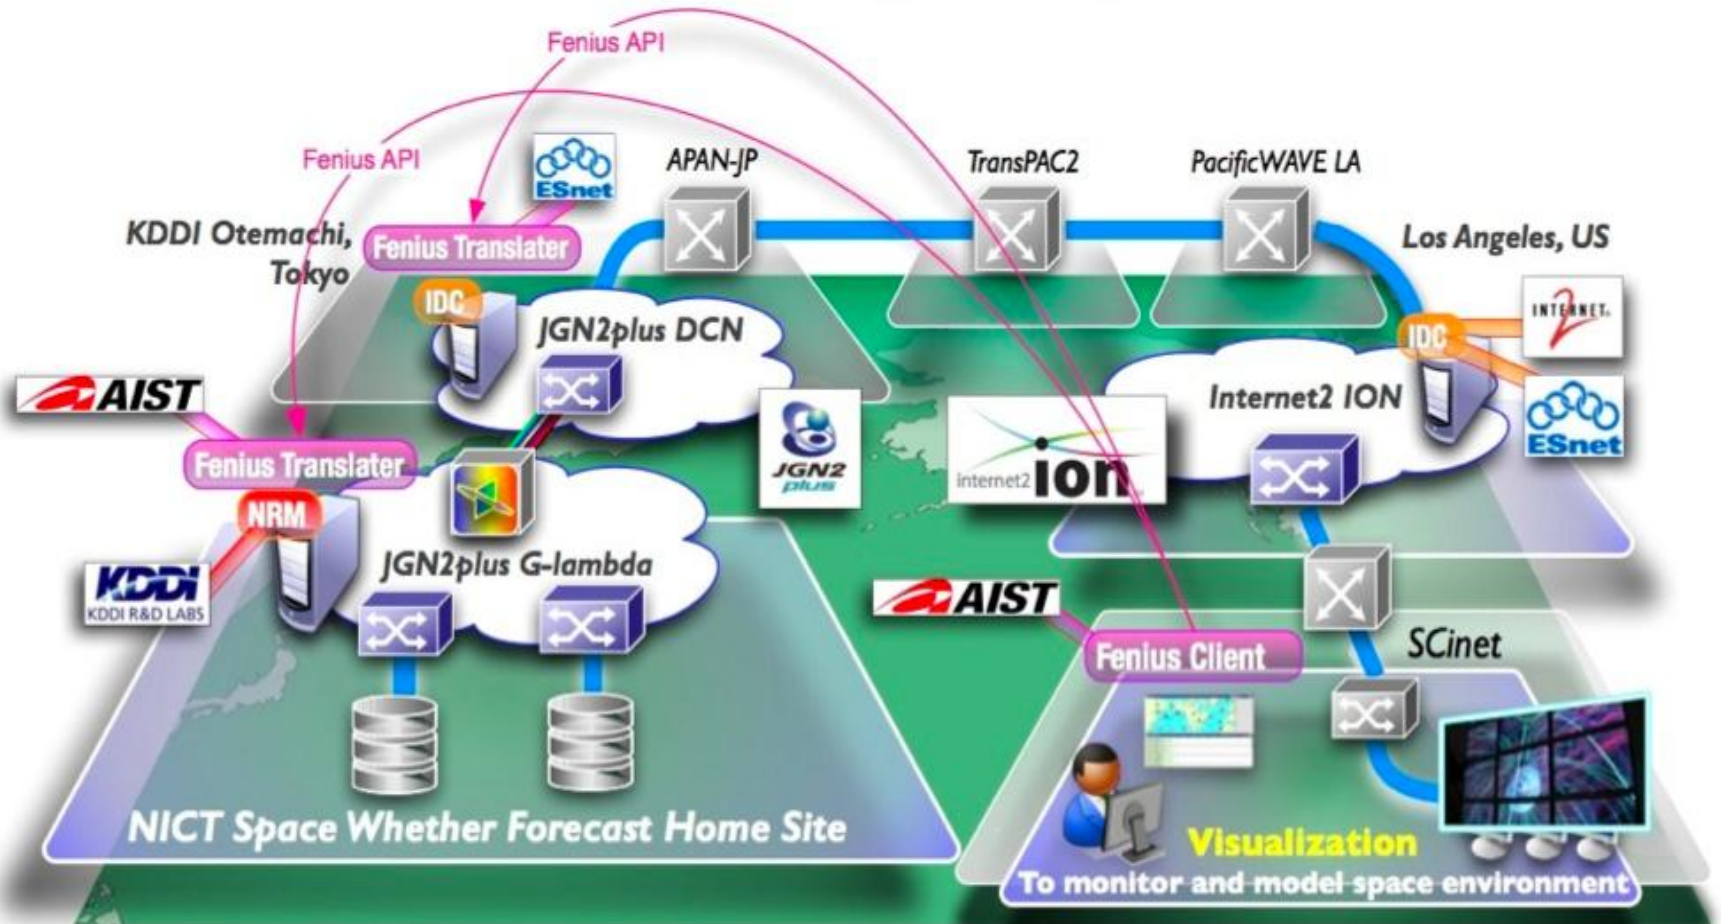 Fenius API
Fenius API
ESnet
APAN-JP
TransPAC2
PacificWAVE LA
KDDI Otemachi,
Tokyo
Fenius Translater
Los Angeles, US
IDC
JGN2plus DCN
INTERNET
2
IDC
AIST
Internet2 ION
ESnet
JGN2
plus
internet2 ion
Fenius Translater
NRM
JGN2plus G-lambda
KDDI
KDDI R&D LABS
AIST
Fenius Client
SCinet
NICT Space Whether Forecast Home Site
Visualization
To monitor and model space environment